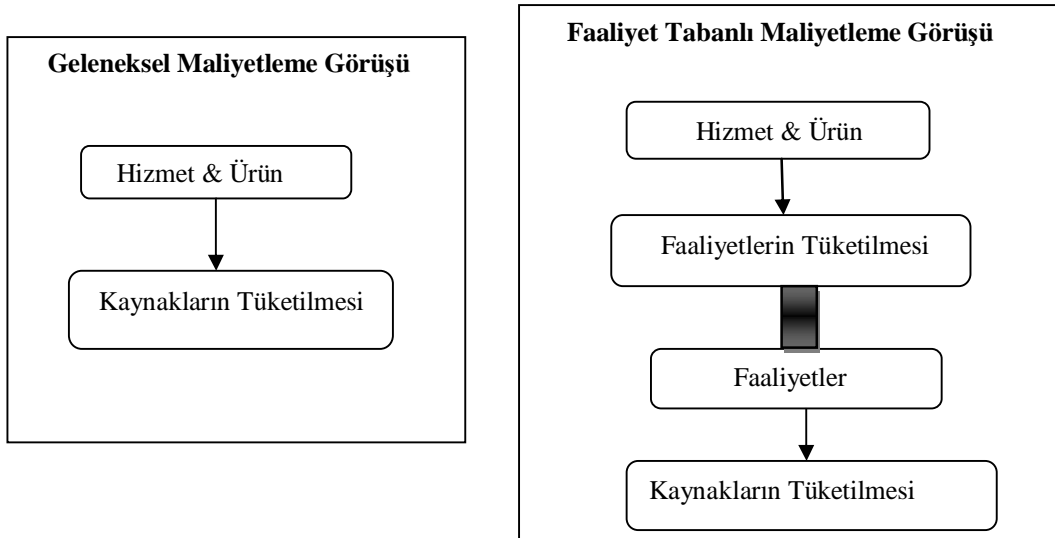 Geleneksel Maliyetleme Görüşü
Hizmet & Ürün
Kaynakların Tüketilmesi
Faaliyet Tabanlı Maliyetleme Görüşü
Hizmet & Ürün
Faaliyetlerin Tüketilmesi
Faaliyetler
Kaynakların Tüketilmesi